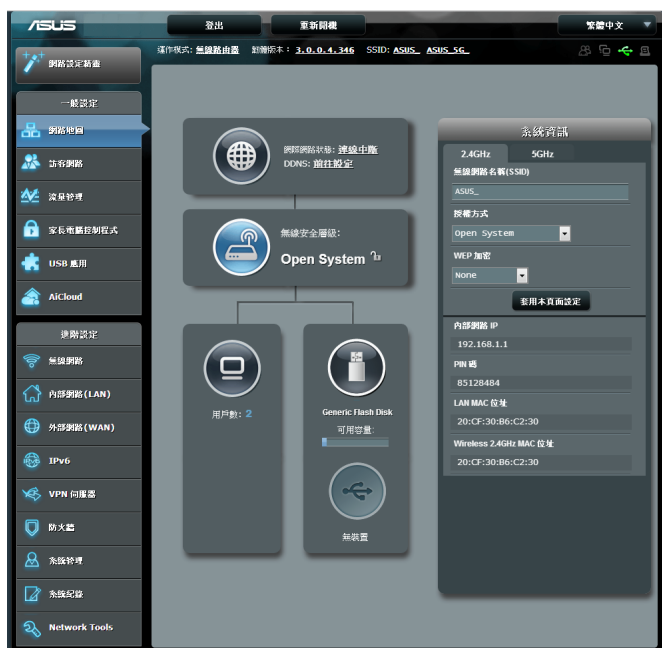 ASUS
登出
重新開機
繁體中文
運作模式: 無線路由器 韌體版本: 3.0.0.4.346 SSID: ASUS_ ASUS_5G_
網路設定精靈
一般設定
網路地圖
訪客網路
流量管理
家長電腦控制程式
USB 應用
AiCloud
進階設定
無線網路
內部網路(LAN)
外部網路(WAN)
IPv6
VPN 伺服器
防火牆
系統管理
系統紀錄
Network Tools
網際網路狀態: 連線中斷
DDNS: 前往設定
無線安全層級:
Open System
用戶數: 2
Generic Flash Disk
可用容量:
無裝置
系統資訊
2.4GHz 5GHz
無線網路名稱(SSID)
ASUS_
授權方式
Open System
WEP 加密
None
套用本頁面設定
內部網路 IP
192.168.1.1
PIN 碼
85128484
LAN MAC 位址
20:CF:30:B6:C2:30
Wireless 2.4GHz MAC 位址
20:CF:30:B6:C2:30